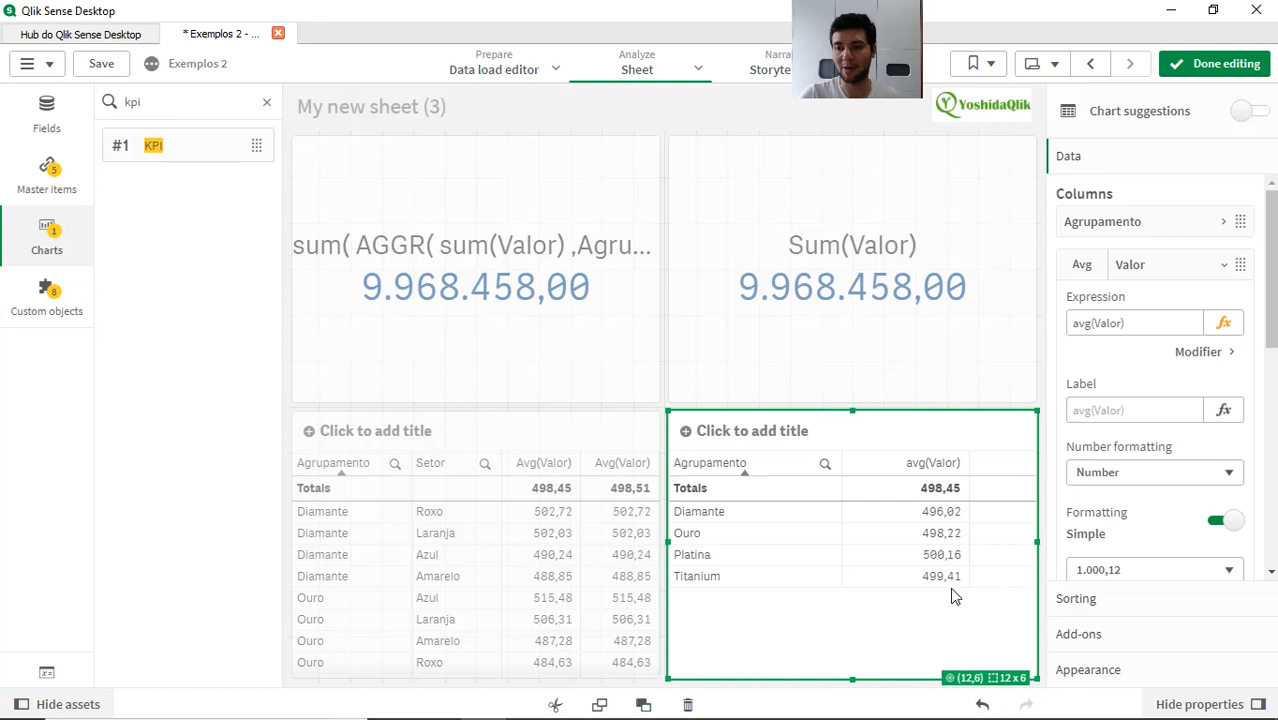 Qlik Sense Desktop
Hub do Qlik Sense Desktop
* Exemplos 2 - ...
Save
Exemplos 2
Prepare
Data load editor
Analyze
Sheet
Narra
Storyte
Done editing
Fields
5
Master items
1
Charts
8
Custom objects
kpi
#1 KPI
My new sheet (3)
YoshidaQlik
sum( AGGR( sum(Valor) ,Agru...
9.968.458,00
Sum(Valor)
9.968.458,00
Click to add title
Agrupamento Setor Avg(Valor) Avg(Valor)
Totals 498,45 498,51
Diamante Roxo 502,72 502,72
Diamante Laranja 502,03 502,03
Diamante Azul 490,24 490,24
Diamante Amarelo 488,85 488,85
Ouro Azul 515,48 515,48
Ouro Laranja 506,31 506,31
Ouro Amarelo 487,28 487,28
Ouro Roxo 484,63 484,63
Click to add title
Agrupamento avg(Valor)
Totals 498,45
Diamante 496,02
Ouro 498,22
Platina 500,16
Titanium 499,41
(12,6) 12 x 6
Chart suggestions
Data
Columns
Agrupamento
Avg Valor
Expression
avg(Valor) fx
Modifier
Label
avg(Valor) fx
Number formatting
Number
Formatting
Simple
1.000,12
Sorting
Add-ons
Appearance
Hide assets
Hide properties